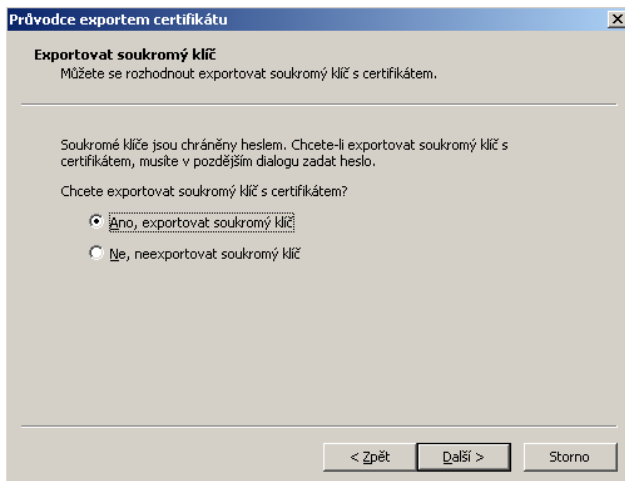 Průvodce exportem certifikátu
Exportovat soukromý klíč
Můžete se rozhodnout exportovat soukromý klíč s certifikátem.
Soukromé klíče jsou chráněny heslem. Chcete-li exportovat soukromý klíč s
certifikátem, musíte v pozdějším dialogu zadat heslo.
Chcete exportovat soukromý klíč s certifikátem?
Ano, exportovat soukromý klíč
Ne, neexportovat soukromý klíč
< Zpět
Další >
Storno